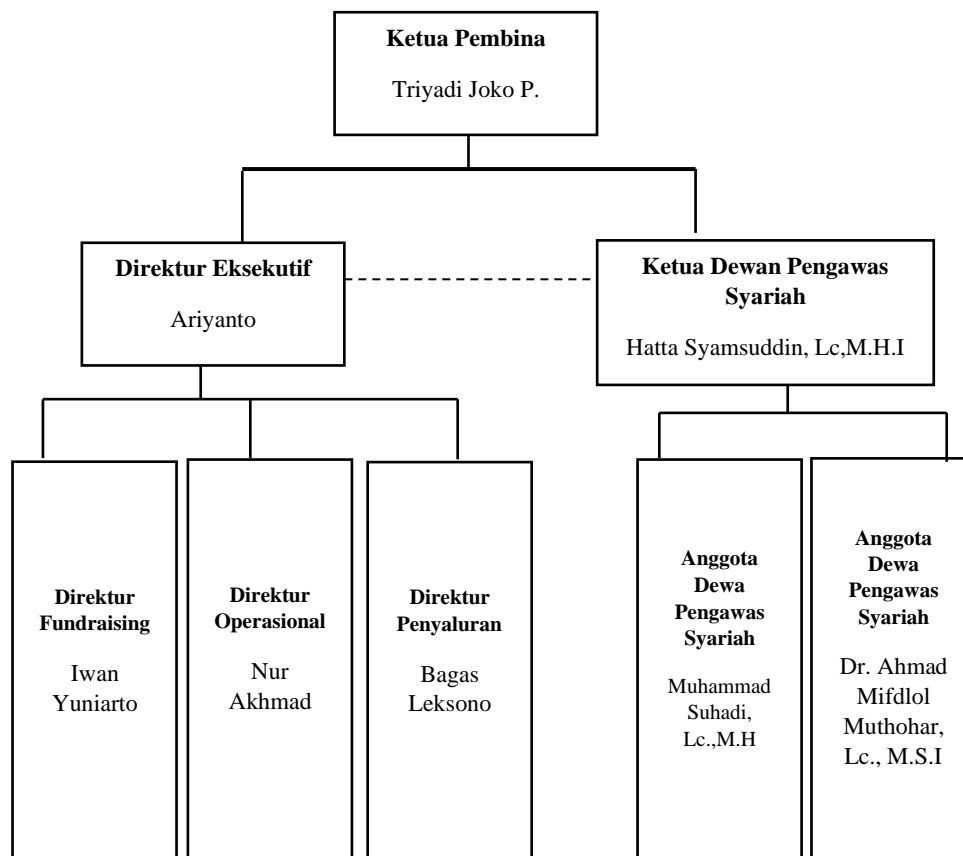 Ketua Pembina
Triyadi Joko P.
Direktur Eksekutif
Ariyanto
Ketua Dewan Pengawas
Syariah
Hatta Syamsuddin, Lc,M.H.I
Direktur
Fundraising
Iwan
Yuniarto
Direktur
Operasional
Nur
Akhmad
Direktur
Penyaluran
Bagas
Leksono
Anggota
Dewa
Pengawas
Syariah
Muhammad
Suhadi,
Lc.,M.H
Anggota
Dewa
Pengawas
Syariah
Dr. Ahmad
Mifdlol
Muthohar,
Lc., M.S.I